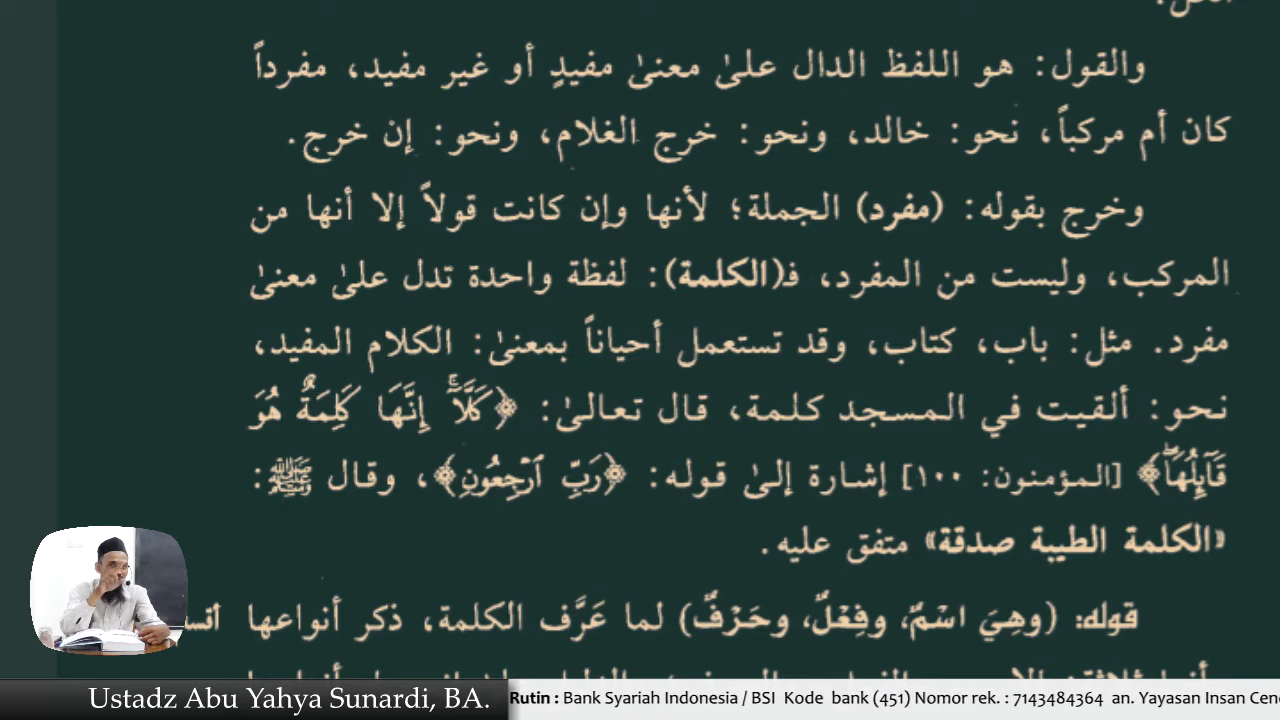 والقول: هو اللفظ الدال علىٰ معنىٰ مفيدٍ أو غير مفيد، مفرداً
كان أم مركباً، نحو: خالد، ونحو: خرج الغلام، ونحو: إن خرج.
وخرج بقوله: (مفرد) الجملة؛ لأنها وإن كانت قولاً إلا أنها من
المركب، وليست من المفرد، فـ(الكلمة): لفظة واحدة تدل علىٰ معنىٰ
مفرد. مثل: باب، كتاب، وقد تستعمل أحياناً بمعنىٰ: الكلام المفيد،
نحو: ألقيت في المسجد كلمة، قال تعالىٰ: ﴿كَلَّآۚ إِنَّهَا كَلِمَةٌ هُوَ
قَآئِلُهَاۖ﴾ [المؤمنون: ١٠٠] إشارة إلىٰ قوله: ﴿رَبِّ ٱرْجِعُونِ﴾، وقال ﷺ:
«الكلمة الطيبة صدقة» متفق عليه.
قوله: (وهِيَ اسْمٌ، وفِعْلٌ، وحَرْفٌ) لما عَرَّف الكلمة، ذكر أنواعها
Ustadz Abu Yahya Sunardi, BA.
Rutin : Bank Syariah Indonesia / BSI Kode bank (451) Nomor rek. : 7143484364 an. Yayasan Insan Cen